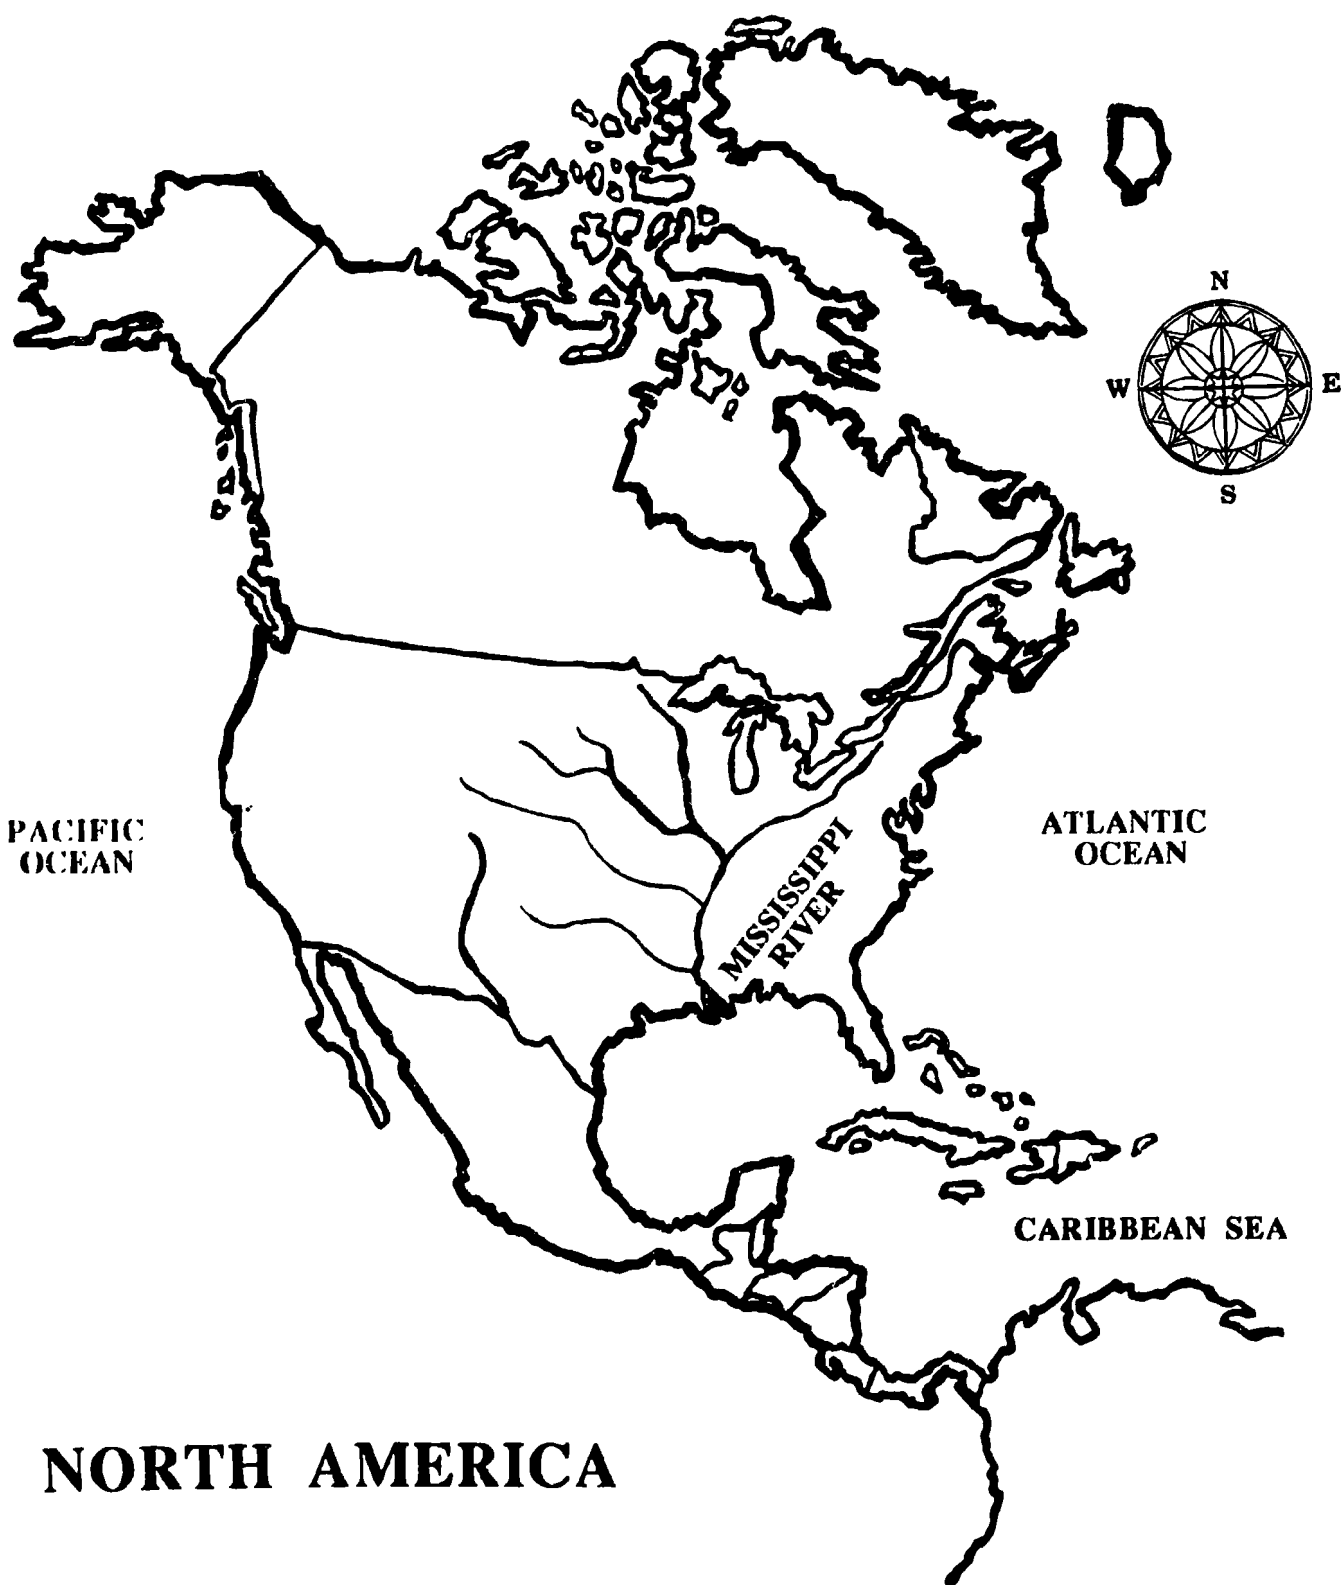 N
W
E
S
PACIFIC
OCEAN
ATLANTIC
OCEAN
MISSISSIPPI
RIVER
CARIBBEAN SEA
NORTH AMERICA